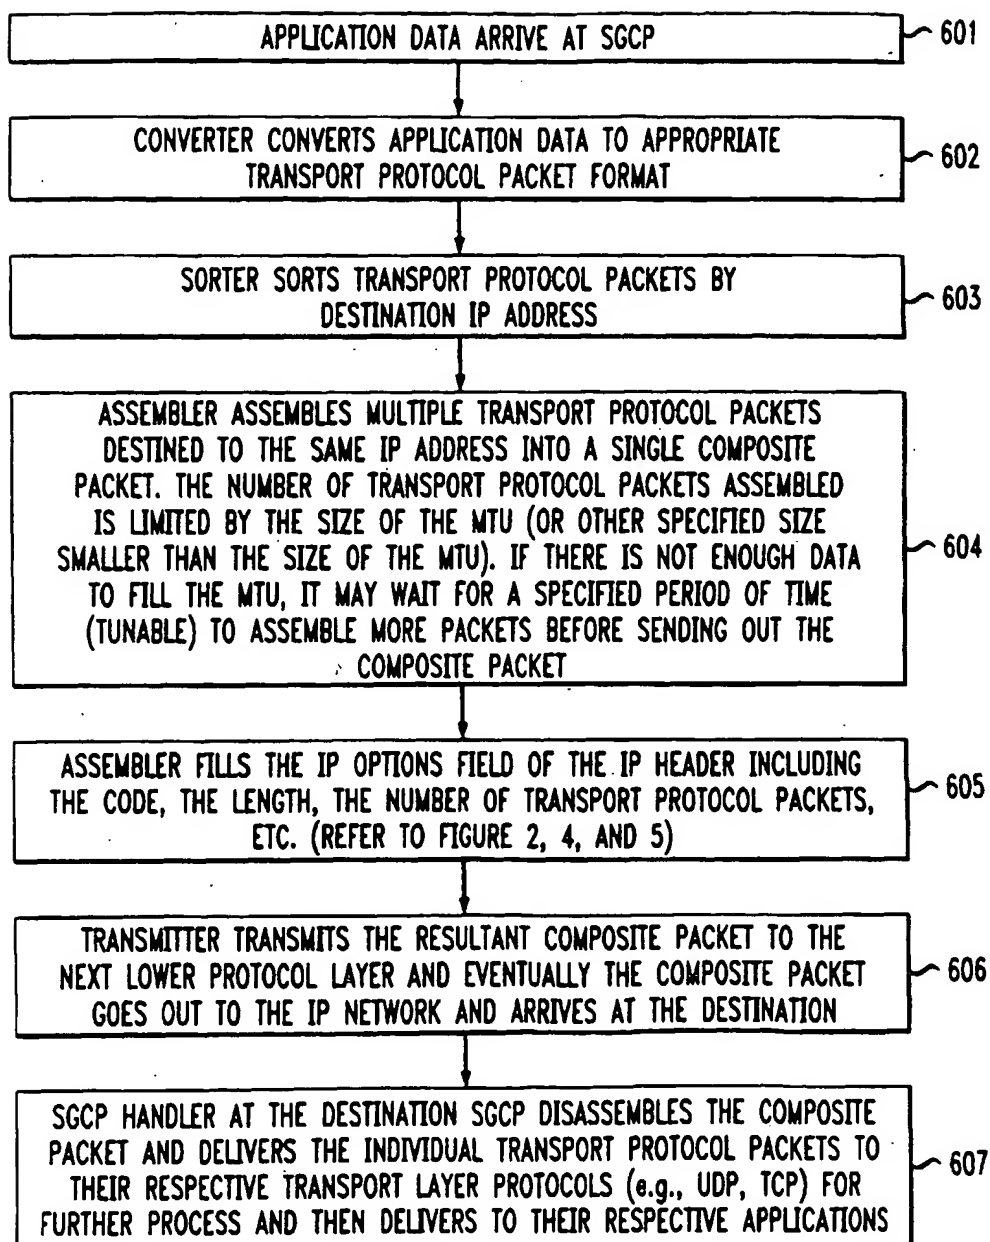 APPLICATION DATA ARRIVE AT SGCP
601
CONVERTER CONVERTS APPLICATION DATA TO APPROPRIATE
TRANSPORT PROTOCOL PACKET FORMAT
602
SORTER SORTS TRANSPORT PROTOCOL PACKETS BY
DESTINATION IP ADDRESS
603
ASSEMBLER ASSEMBLES MULTIPLE TRANSPORT PROTOCOL PACKETS
DESTINED TO THE SAME IP ADDRESS INTO A SINGLE COMPOSITE
PACKET. THE NUMBER OF TRANSPORT PROTOCOL PACKETS ASSEMBLED
IS LIMITED BY THE SIZE OF THE MTU (OR OTHER SPECIFIED SIZE
SMALLER THAN THE SIZE OF THE MTU). IF THERE IS NOT ENOUGH DATA
TO FILL THE MTU, IT MAY WAIT FOR A SPECIFIED PERIOD OF TIME
(TUNABLE) TO ASSEMBLE MORE PACKETS BEFORE SENDING OUT THE
COMPOSITE PACKET
604
ASSEMBLER FILLS THE IP OPTIONS FIELD OF THE IP HEADER INCLUDING
THE CODE, THE LENGTH, THE NUMBER OF TRANSPORT PROTOCOL PACKETS,
ETC. (REFER TO FIGURE 2, 4, AND 5)
605
TRANSMITTER TRANSMITS THE RESULTANT COMPOSITE PACKET TO THE
NEXT LOWER PROTOCOL LAYER AND EVENTUALLY THE COMPOSITE PACKET
GOES OUT TO THE IP NETWORK AND ARRIVES AT THE DESTINATION
606
SGCP HANDLER AT THE DESTINATION SGCP DISASSEMBLES THE COMPOSITE
PACKET AND DELIVERS THE INDIVIDUAL TRANSPORT PROTOCOL PACKETS TO
THEIR RESPECTIVE TRANSPORT LAYER PROTOCOLS (e.g., UDP, TCP) FOR
FURTHER PROCESS AND THEN DELIVERS TO THEIR RESPECTIVE APPLICATIONS
607